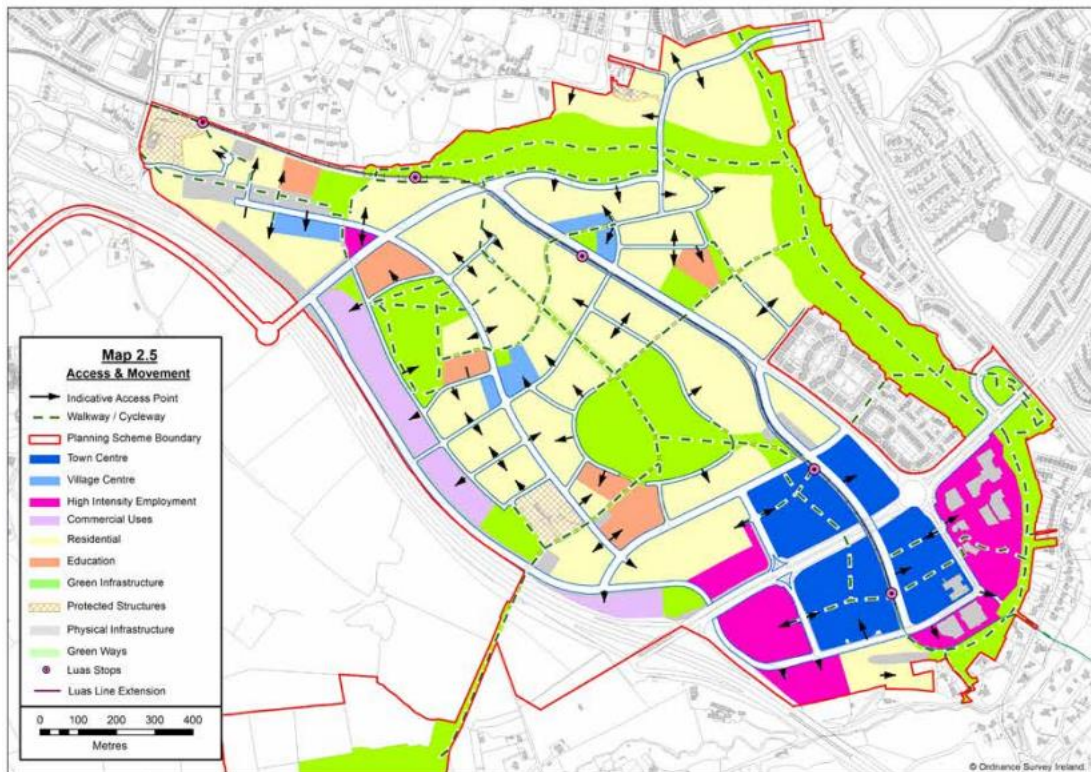 Map 2.5
Access & Movement
Indicative Access Point
Walkway / Cycleway
Planning Scheme Boundary
Town Centre
Village Centre
High Intensity Employment
Commercial Uses
Residential
Education
Green Infrastructure
Protected Structures
Physical Infrastructure
Green Ways
Luas Stops
Luas Line Extension
0 100 200 300 400
Metres
© Ordnance Survey Ireland